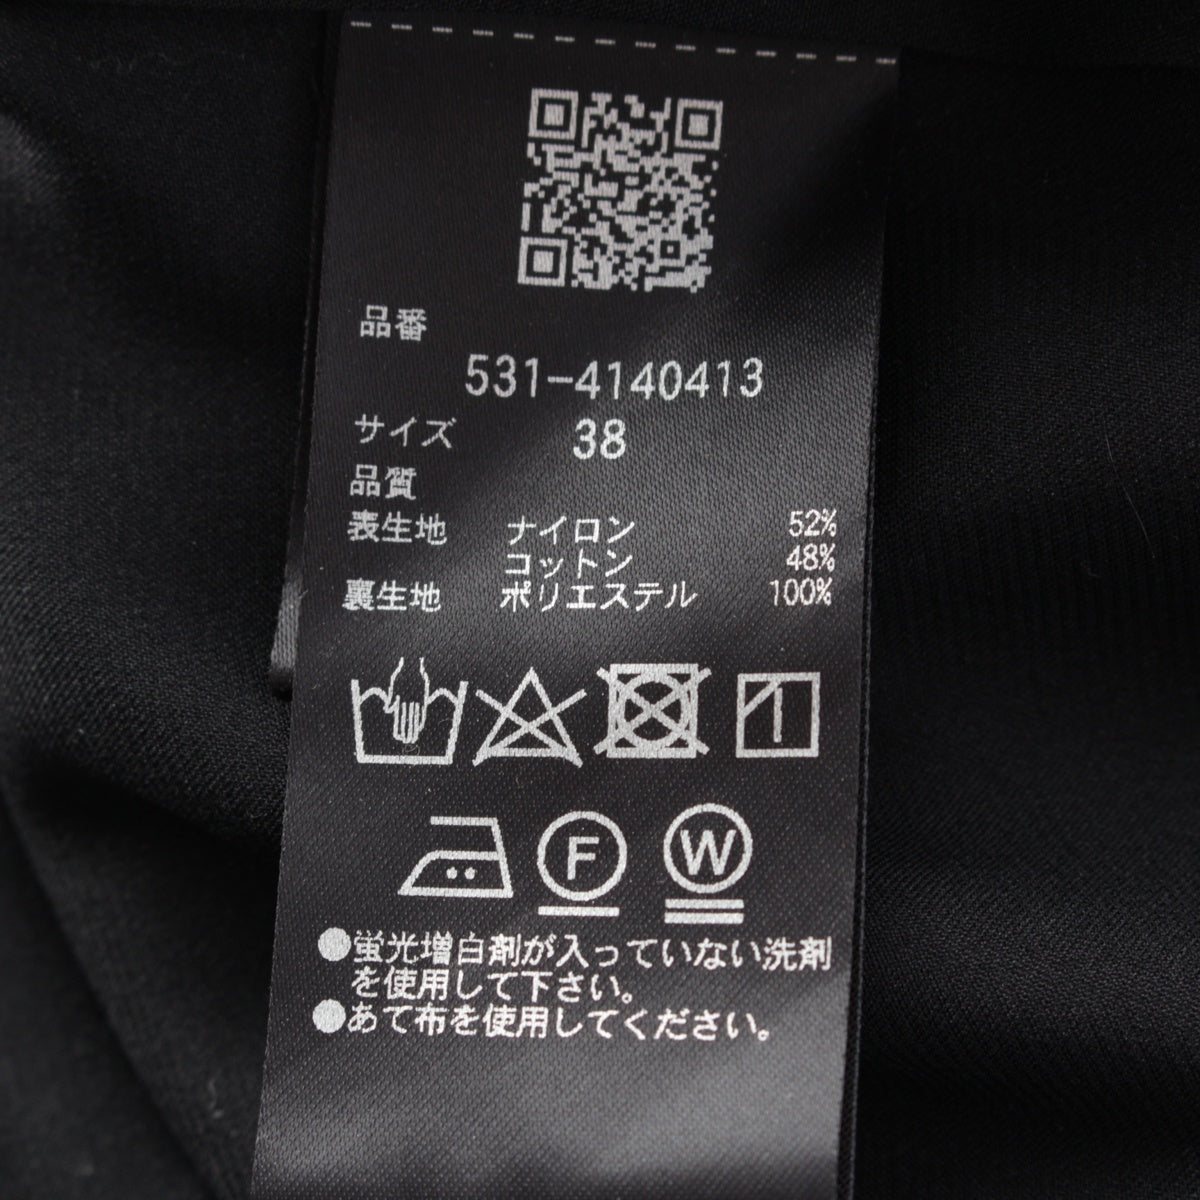 品番
531-4140413
サイズ 38
品質
表生地 ナイロン 52%
コットン 48%
裏生地 ポリエステル 100%
F W
●蛍光増白剤が入っていない洗剤
を使用して下さい。
●あて布を使用してください。